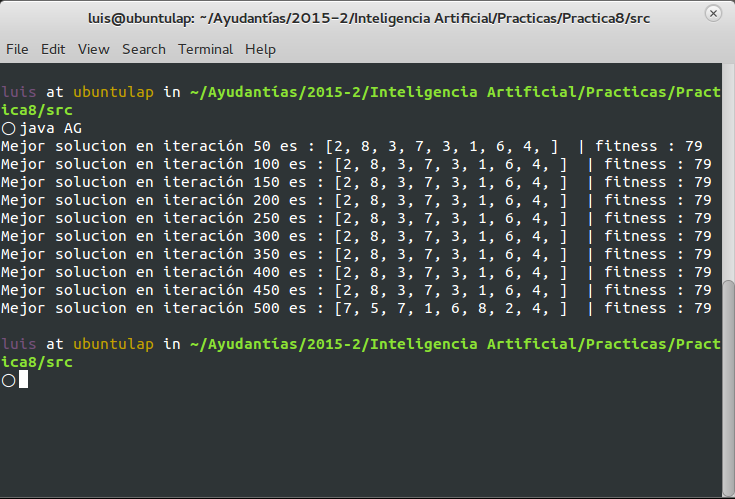 luis@ubuntulap: ~/Ayudantías/2015-2/Inteligencia Artificial/Practicas/Practica8/src
File Edit View Search Terminal Help
luis at ubuntulap in ~/Ayudantías/2015-2/Inteligencia Artificial/Practicas/Pract
ica8/src
java AG
Mejor solucion en iteración 50 es : [2, 8, 3, 7, 3, 1, 6, 4, ]  | fitness : 79
Mejor solucion en iteración 100 es : [2, 8, 3, 7, 3, 1, 6, 4, ]  | fitness : 79
Mejor solucion en iteración 150 es : [2, 8, 3, 7, 3, 1, 6, 4, ]  | fitness : 79
Mejor solucion en iteración 200 es : [2, 8, 3, 7, 3, 1, 6, 4, ]  | fitness : 79
Mejor solucion en iteración 250 es : [2, 8, 3, 7, 3, 1, 6, 4, ]  | fitness : 79
Mejor solucion en iteración 300 es : [2, 8, 3, 7, 3, 1, 6, 4, ]  | fitness : 79
Mejor solucion en iteración 350 es : [2, 8, 3, 7, 3, 1, 6, 4, ]  | fitness : 79
Mejor solucion en iteración 400 es : [2, 8, 3, 7, 3, 1, 6, 4, ]  | fitness : 79
Mejor solucion en iteración 450 es : [2, 8, 3, 7, 3, 1, 6, 4, ]  | fitness : 79
Mejor solucion en iteración 500 es : [7, 5, 7, 1, 6, 8, 2, 4, ]  | fitness : 79
luis at ubuntulap in ~/Ayudantías/2015-2/Inteligencia Artificial/Practicas/Pract
ica8/src